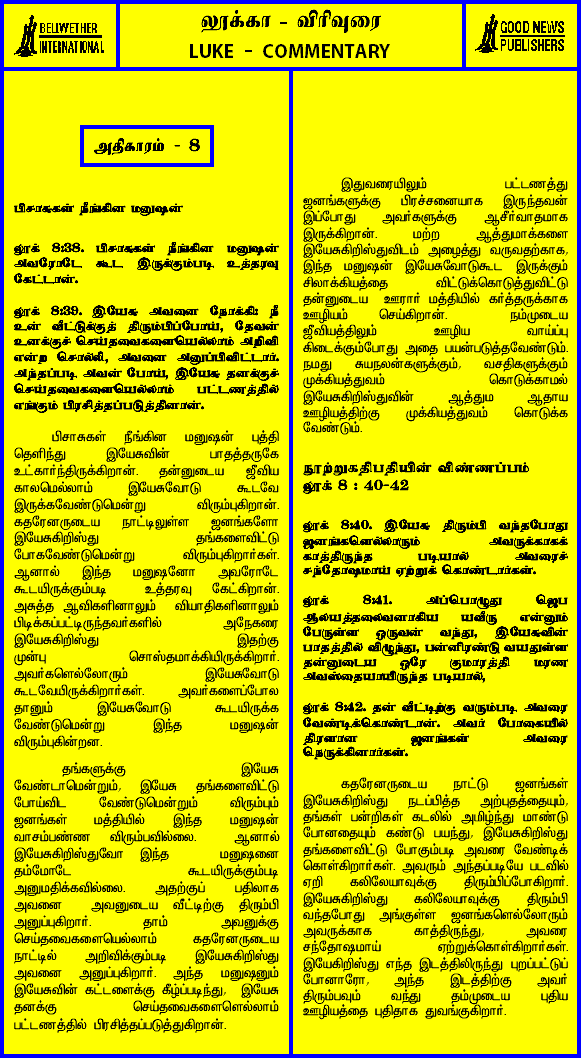 BELWETHER
INTERNATIONAL
லூக்கா - விரிவுரை
LUKE - COMMENTARY
GOOD NEWS
PUBLISHERS
அதிகாரம் - 8
பிசாசுகள் நீங்கின மனுஷன்
லூக் 8:38. பிசாசுகள் நீங்கின மனுஷன்
அவரோடே கூட இருக்கும்படி உத்தரவு
கேட்டான்.
லூக் 8:39. இயேசு அவனை நோக்கி: நீ
உன் வீட்டுக்குத் திரும்பிப்போய், தேவன்
உனக்குச் செய்தவைகளையெல்லாம் அறிவி
என்று சொல்லி, அவனை அனுப்பிவிட்டார்.
அந்தப்படி அவன் போய், இயேசு தனக்குச்
செய்தவைகளையெல்லாம் பட்டணத்தில்
எங்கும் பிரசித்தப்படுத்தினான்.
பிசாசுகள் நீங்கின மனுஷன் புத்தி
தெளிந்து இயேசுவின் பாதத்தருகே
உட்கார்ந்திருக்கிறான். தன்னுடைய ஜீவிய
காலமெல்லாம் இயேசுவோடு கூடவே
இருக்கவேண்டுமென்று விரும்புகிறான்.
கதரேனருடைய நாட்டிலுள்ள ஜனங்களோ
இயேசுகிறிஸ்து தங்களைவிட்டு
போகவேண்டுமென்று விரும்புகிறார்கள்.
ஆனால் இந்த மனுஷனோ அவரோடே
கூடயிருக்கும்படி உத்தரவு கேட்கிறான்.
அசுத்த ஆவிகளினாலும் வியாதிகளினாலும்
பிடிக்கப்பட்டிருந்தவர்களில் அநேகரை
இயேசுகிறிஸ்து இதற்கு
முன்பு சொஸ்தமாக்கியிருக்கிறார்.
அவர்களெல்லோரும் இயேசுவோடு
கூடவேயிருக்கிறார்கள். அவர்களைப்போல
தானும் இயேசுவோடு கூடயிருக்க
வேண்டுமென்று இந்த மனுஷன்
விரும்புகின்றன.
தங்களுக்கு இயேசு
வேண்டாமென்றும், இயேசு தங்களைவிட்டு
போய்விட வேண்டுமென்றும் விரும்பும்
ஜனங்கள் மத்தியில் இந்த மனுஷன்
வாசம்பண்ண விரும்பவில்லை. ஆனால்
இயேசுகிறிஸ்துவோ இந்த மனுஷனை
தம்மோடே கூடயிருக்கும்படி
அனுமதிக்கவில்லை. அதற்குப் பதிலாக
அவனை அவனுடைய வீட்டிற்கு திரும்பி
அனுப்புகிறார். தாம் அவனுக்கு
செய்தவைகளையெல்லாம் கதரேனருடைய
நாட்டில் அறிவிக்கும்படி இயேசுகிறிஸ்து
அவனை அனுப்புகிறார். அந்த மனுஷனும்
இயேசுவின் கட்டளைக்கு கீழ்ப்படிந்து, இயேசு
தனக்கு செய்தவைகளைளெல்லாம்
பட்டணத்தில் பிரசித்தப்படுத்துகிறான்.
இதுவரையிலும் பட்டணத்து
ஜனங்களுக்கு பிரச்சனையாக இருந்தவன்
இப்போது அவர்களுக்கு ஆசீர்வாதமாக
இருக்கிறான். மற்ற ஆத்துமாக்களை
இயேசுகிறிஸ்துவிடம் அழைத்து வருவதற்காக,
இந்த மனுஷன் இயேசுவோடுகூட இருக்கும்
சிலாக்கியத்தை விட்டுக்கொடுத்துவிட்டு
தன்னுடைய ஊரார் மத்தியில் கர்த்தருக்காக
ஊழியம் செய்கிறான். நம்முடைய
ஜீவியத்திலும் ஊழிய வாய்ப்பு
கிடைக்கும்போது அதை பயன்படுத்தவேண்டும்.
நமது சுயநலன்களுக்கும், வசதிகளுக்கும்
முக்கியத்துவம் கொடுக்காமல்
இயேசுகிறிஸ்துவின் ஆத்தும ஆதாய
ஊழியத்திற்கு முக்கியத்துவம் கொடுக்க
வேண்டும்.
நூற்றுக்திபதியின் விண்ணப்பம்
லூக் 8 : 40-42
லூக் 8:40. இயேசு திரும்பி வந்தபோது
ஜனங்களெல்லாரும் அவருக்காகக்
காத்திருந்த படியால் அவரைச்
சந்தோஷமாய் ஏற்றுக் கொண்டார்கள்.
லூக் 8:41. அப்பொழுது ஜெப
ஆலயத்தலைவனாகிய யவீரு என்னும்
பேருள்ள ஒருவன் வந்து, இயேசுவின்
பாதத்தில் விழுந்து, பன்னிரண்டு வயதுள்ள
தன்னுடைய ஒரே குமாரத்தி மரண
அவஸ்தையாயிருந்த படியால்,
லூக் 8:42. தன் வீட்டிற்கு வரும்படி அவரை
வேண்டிக்கொண்டான். அவர் போகையில்
திரளான ஜனங்கள் அவரை
நெருக்கினார்கள்.
கதரேனருடைய நாட்டு ஜனங்கள்
இயேகிறிஸ்து நடப்பித்த அற்புதத்தையும்,
தங்கள் பன்றிகள் கடலில் அமிழ்ந்து மாண்டு
போனதையும் கண்டு பயந்து, இயேசுகிறிஸ்து
தங்களைவிட்டு போகும்படி அவரை வேண்டிக்
கொள்கிறார்கள். அவரும் அந்தப்படியே படவில்
ஏறி கலிலேயாவுக்கு திரும்பிப்போகிறார்.
இயேசுகிறிஸ்து கலிலேயாவுக்கு திரும்பி
வந்தபோது அங்குள்ள ஜனங்களெல்லோரும்
அவருக்காக காத்திருந்து, அவரை
சந்தோஷமாய் ஏற்றுக்கொள்கிறார்கள்.
இயேகிறிஸ்து எந்த இடத்திலிருந்து புறப்பட்டுப்
போனாரோ, அந்த இடத்திற்கு அவர்
திரும்பவும் வந்து தம்முடைய புதிய
ஊழியத்தை புதிதாக துவங்குகிறார்.